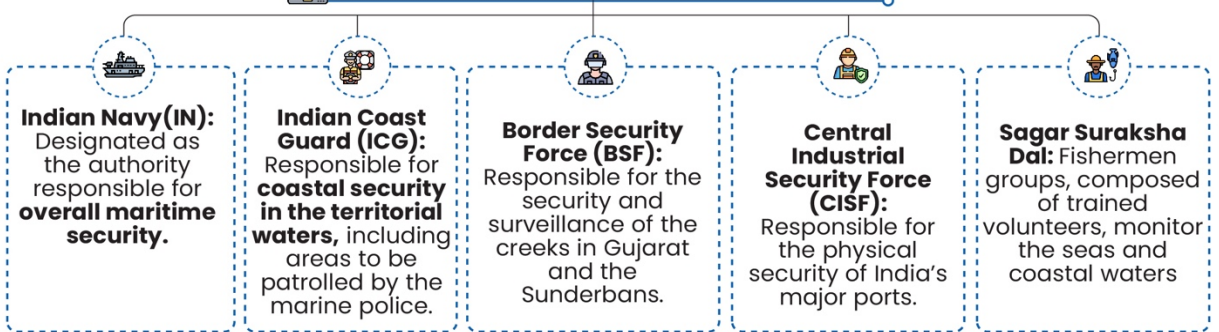 Indian Navy(IN):
Designated as
the authority
responsible for
overall maritime
security.
Indian Coast
Guard (ICG):
Responsible for
coastal security
in the territorial
waters, including
areas to be
patrolled by the
marine police.
Border Security
Force (BSF):
Responsible for the
security and
surveillance of the
creeks in Gujarat
and the
Sunderbans.
Central
Industrial
Security Force
(CISF):
Responsible for
the physical
security of India's
major ports.
Sagar Suraksha
Dal: Fishermen
groups, composed
of trained
volunteers, monitor
the seas and
coastal waters